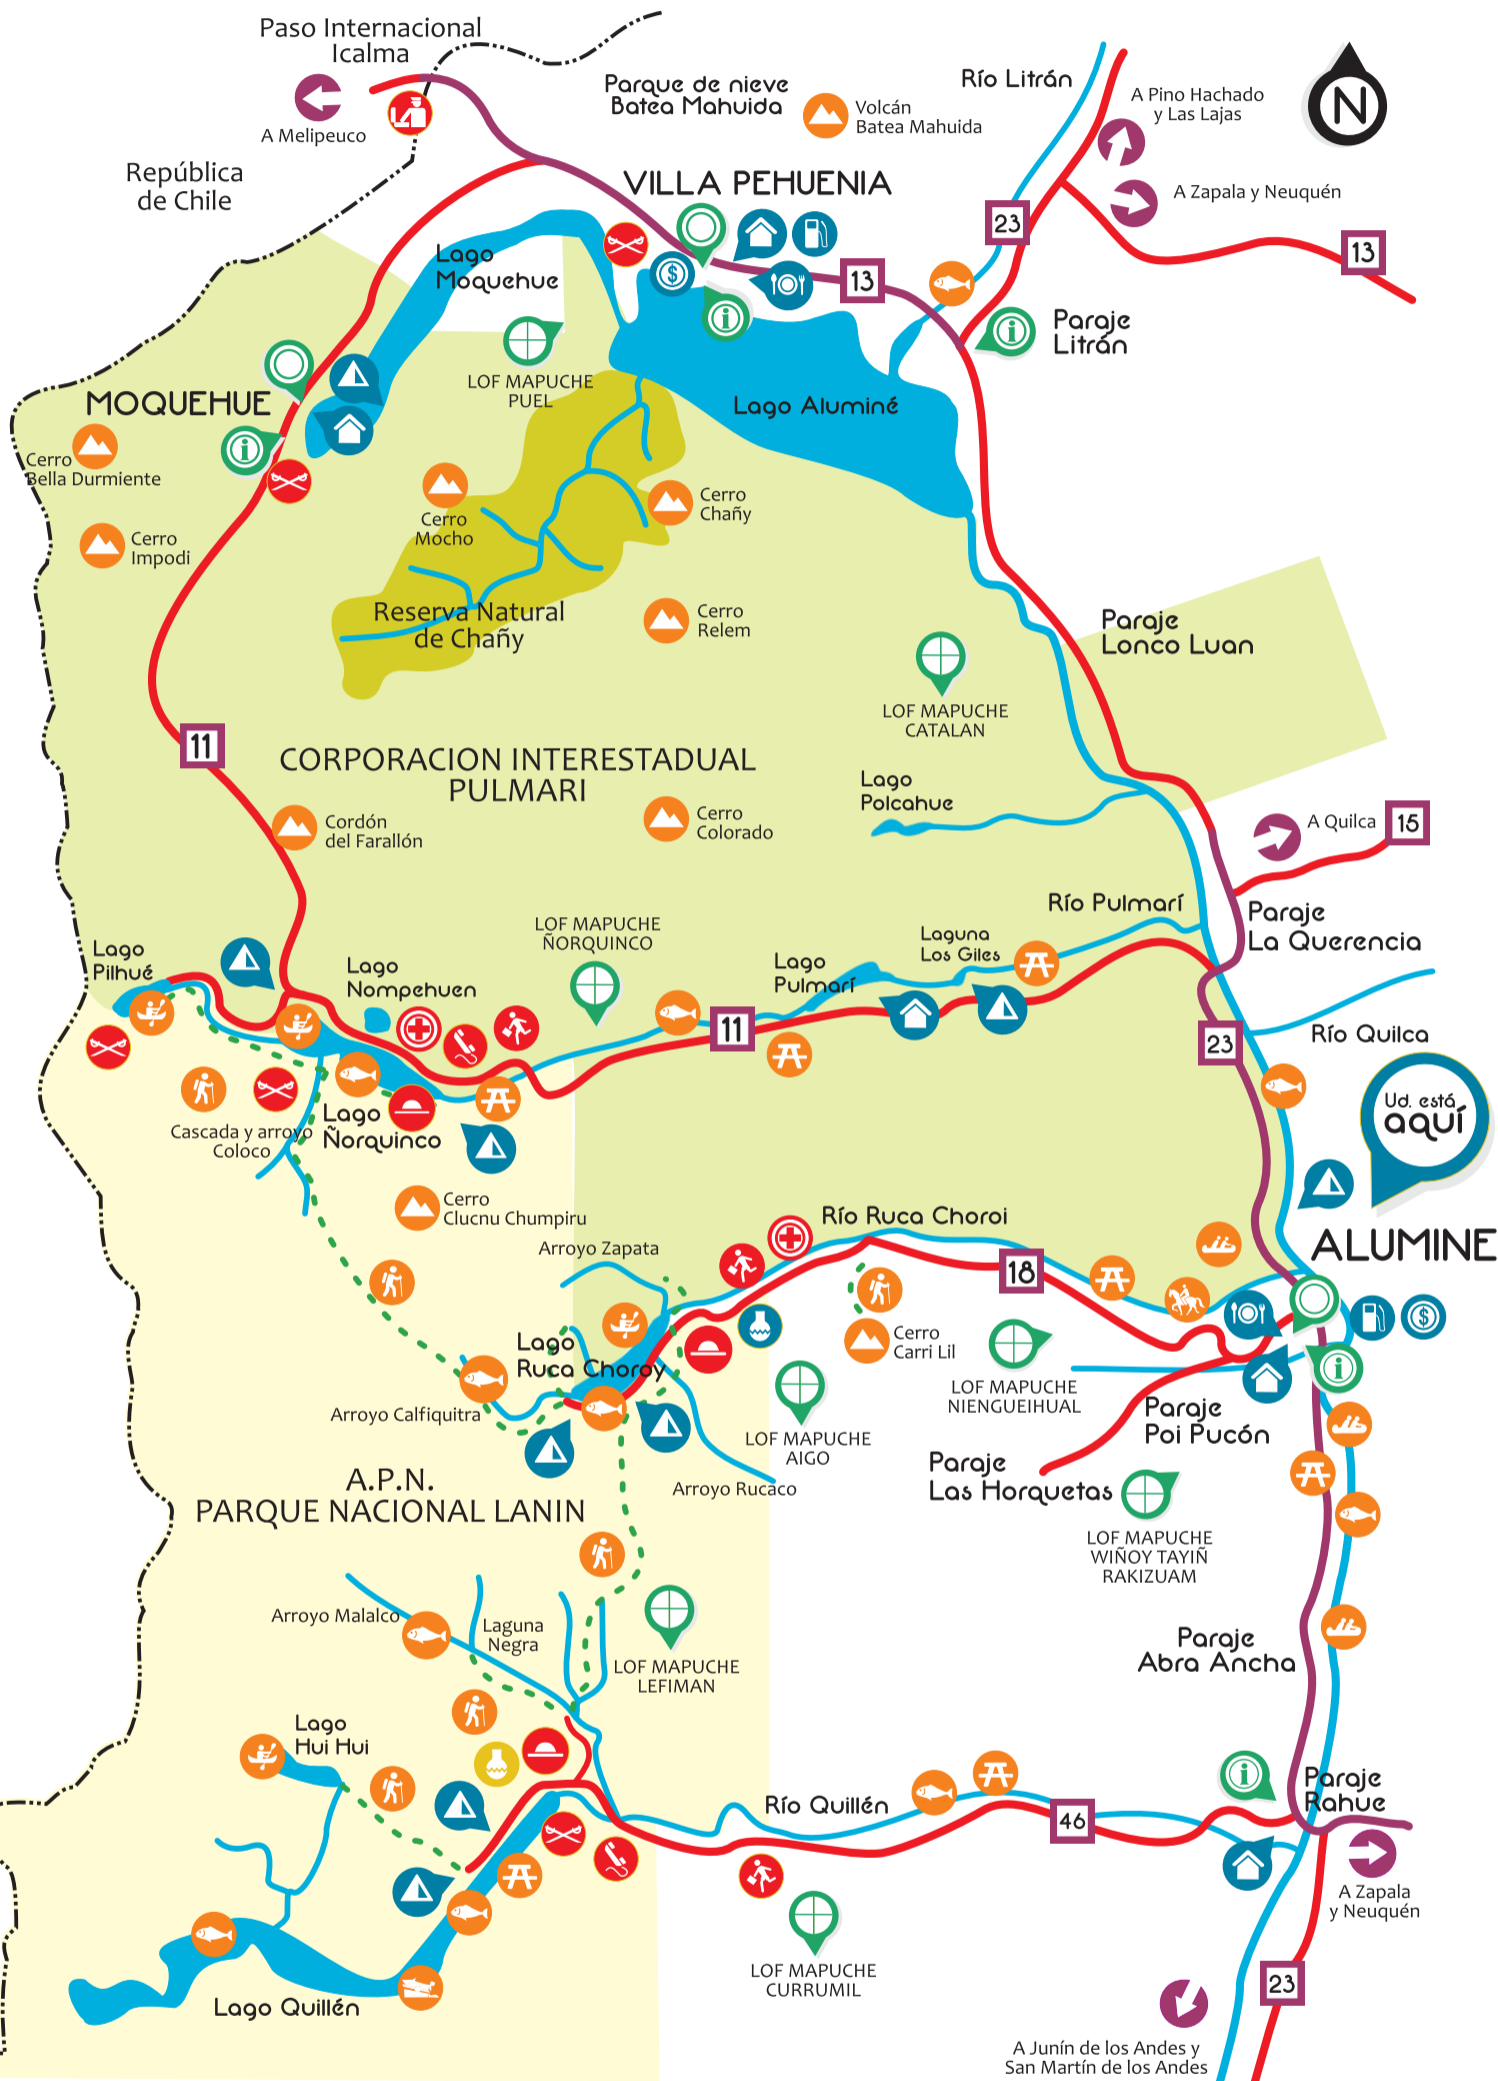 Paso Internacional
Icalma
A Melipeuco
República
de Chile
Parque de nieve
Batea Mahuida
Volcán
Batea Mahuida
Río Litrán
A Pino Hachado
y Las Lajas
N
A Zapala y Neuquén
23
13
VILLA PEHUENIA
$
13
i
i
Paraje
Litrán
Lago
Moquehue
LOF MAPUCHE
PUEL
Lago Aluminé
MOQUEHUE
i
Cerro
Bella Durmiente
Cerro
Impodi
Cerro
Mocho
Cerro
Chañy
Reserva Natural
de Chañy
Cerro
Relem
Paraje
Lonco Luan
LOF MAPUCHE
CATALAN
11
CORPORACION INTERESTADUAL
PULMARI
Lago
Polcahue
Cordón
del Farallón
Cerro
Colorado
A Quilca
15
Río Pulmarí
Paraje
La Querencia
LOF MAPUCHE
ÑORQUINCO
Lago
Pilhué
Lago
Nompehuen
Lago
Pulmarí
Laguna
Los Giles
11
23
Río Quilca
Ud. está
aquí
Cascada y arroyo
Coloco
Lago
Ñorquinco
Cerro
Clucnu Chumpiru
Arroyo Zapata
Río Ruca Choroi
18
ALUMINE
$
i
Lago
Ruca Choroy
Cerro
Carri Lil
LOF MAPUCHE
NIENGUEIHUAL
Arroyo Calfiquitra
LOF MAPUCHE
AIGO
Paraje
Poi Pucón
Arroyo Rucaco
Paraje
Las Horquetas
A.P.N.
PARQUE NACIONAL LANIN
LOF MAPUCHE
WIÑOY TAYIÑ
RAKIZUAM
Arroyo Malalco
Laguna
Negra
LOF MAPUCHE
LEFIMAN
Paraje
Abra Ancha
Lago
Hui Hui
i
Paraje
Rahue
Río Quillén
46
A Zapala
y Neuquén
LOF MAPUCHE
CURRUMIL
Lago Quillén
23
A Junín de los Andes y
San Martín de los Andes